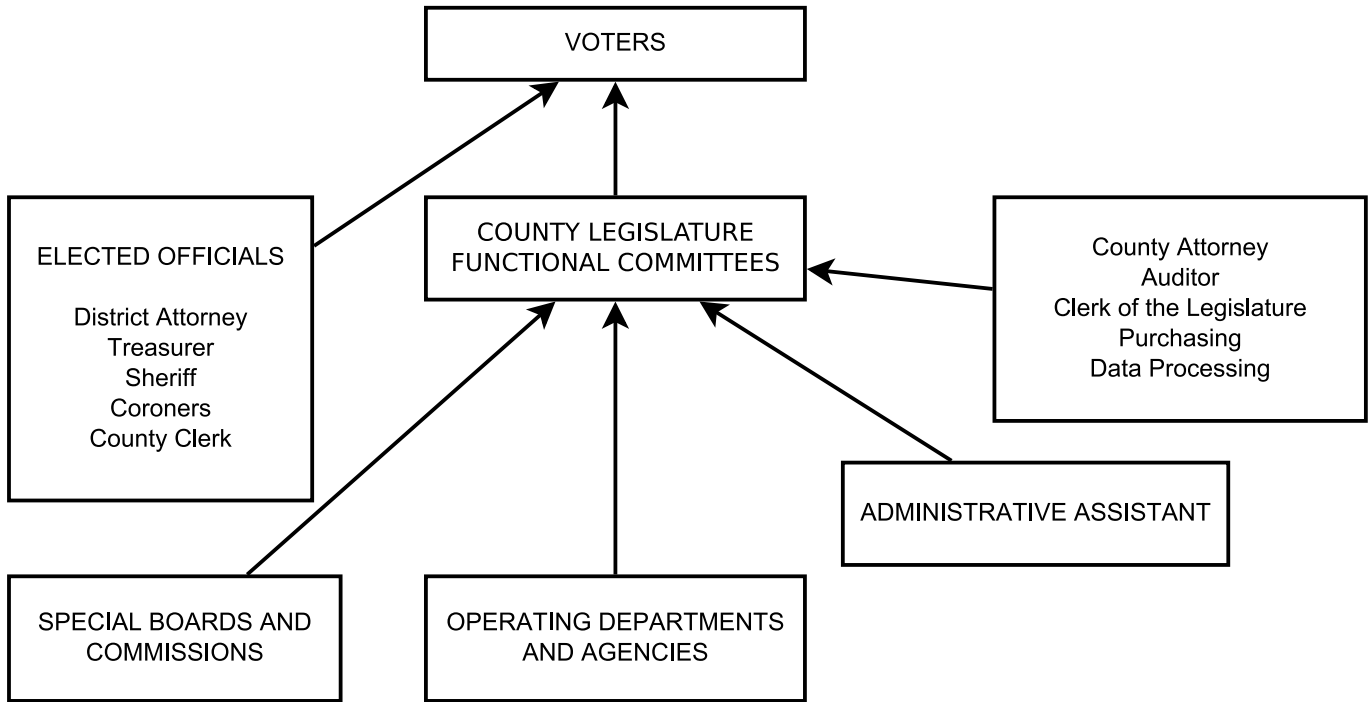 VOTERS
ELECTED OFFICIALS
District Attorney
Treasurer
Sheriff
Coroners
County Clerk
COUNTY LEGISLATURE
FUNCTIONAL COMMITTEES
County Attorney
Auditor
Clerk of the Legislature
Purchasing
Data Processing
ADMINISTRATIVE ASSISTANT
SPECIAL BOARDS AND
COMMISSIONS
OPERATING DEPARTMENTS
AND AGENCIES